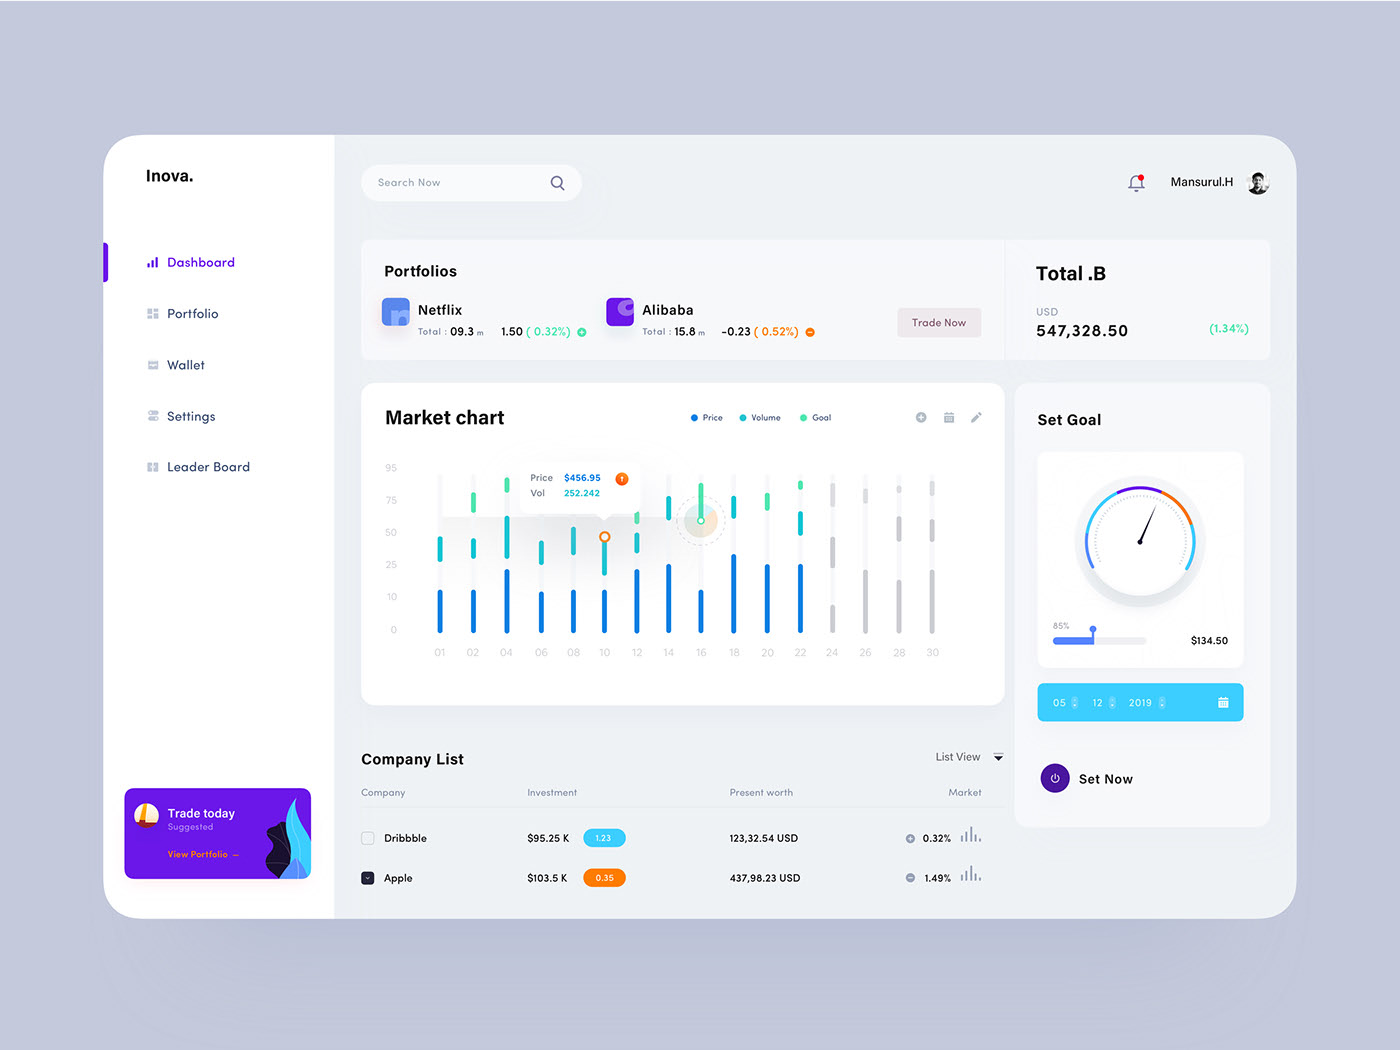 Inova.
Dashboard
Portfolio
Wallet
Settings
Leader Board
Trade today
Suggested
View Portfolio –
Search Now
Mansurul.H
Portfolios
Netflix
Total : 09.3 m 1.50 ( 0.32%)
Alibaba
Total : 15.8 m -0.23 ( 0.52%)
Trade Now
Total .B
USD
547,328.50 (1.34%)
Market chart
Price Volume Goal
Price $456.95
Vol 252.242
95
75
50
25
10
0
01 02 04 06 08 10 12 14 16 18 20 22 24 26 28 30
Set Goal
85%
$134.50
05 12 2019
Set Now
Company List
List View
Company Investment Present worth Market
Dribbble $95.25 K 1.23 123,32.54 USD 0.32%
Apple $103.5 K 0.35 437,98.23 USD 1.49%